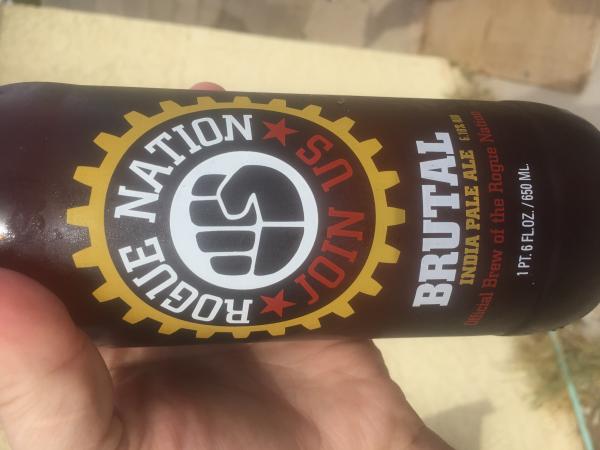 ROGUE NATION
★ JOIN US ★
BRUTAL
INDIA PALE ALE
Official Brew of the Rogue Nation
1 PT. 6 FL.OZ. / 650 ML.